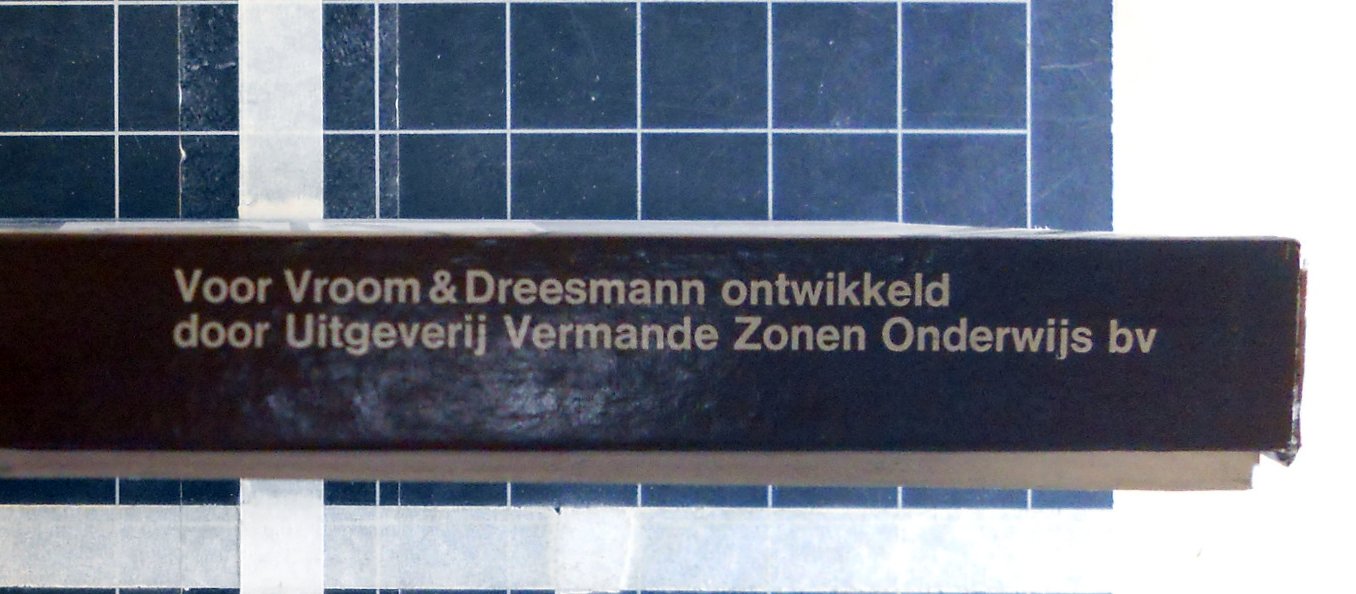 Voor Vroom & Dreesmann ontwikkeld
door Uitgeverij Vermande Zonen Onderwijs bv